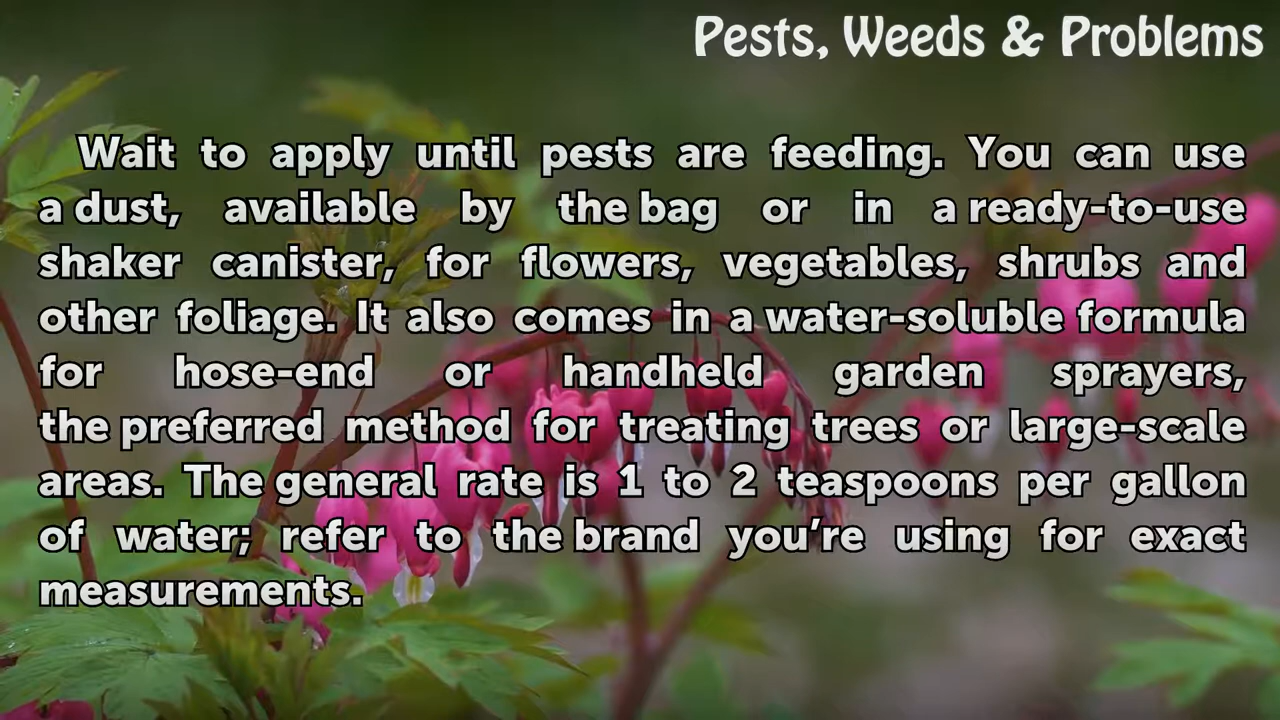 Pests, Weeds & Problems
Wait to apply until pests are feeding. You can use
a dust, available by the bag or in a ready-to-use
shaker canister, for flowers, vegetables, shrubs and
other foliage. It also comes in a water-soluble formula
for hose-end or handheld garden sprayers,
the preferred method for treating trees or large-scale
areas. The general rate is 1 to 2 teaspoons per gallon
of water; refer to the brand you’re using for exact
measurements.